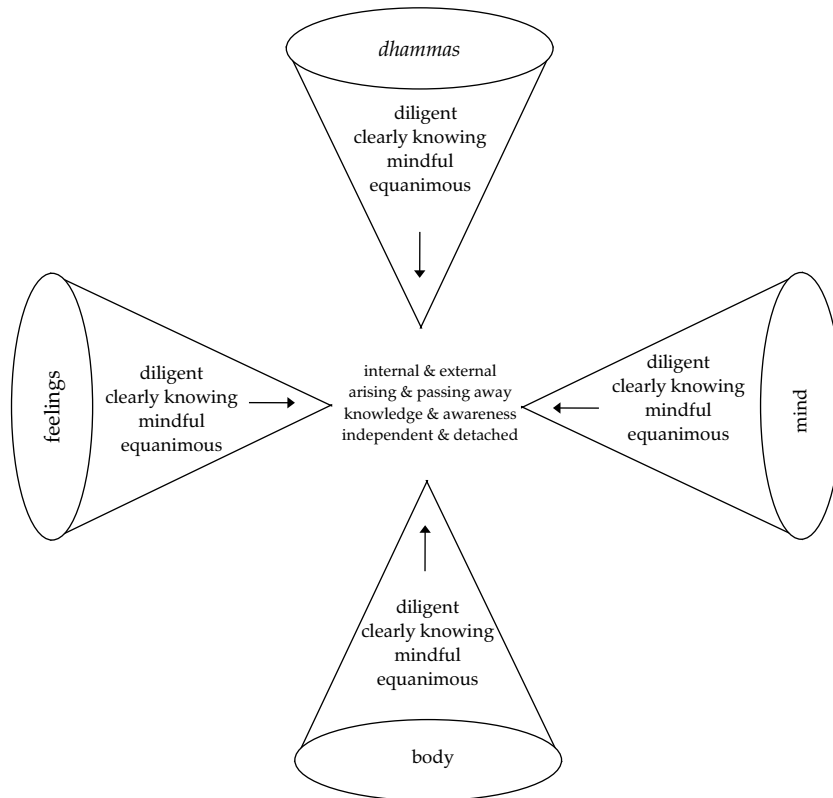 dhammas
diligent
clearly knowing
mindful
equanimous
feelings
diligent
clearly knowing
mindful
equanimous
internal & external
arising & passing away
knowledge & awareness
independent & detached
diligent
clearly knowing
mindful
equanimous
mind
diligent
clearly knowing
mindful
equanimous
body